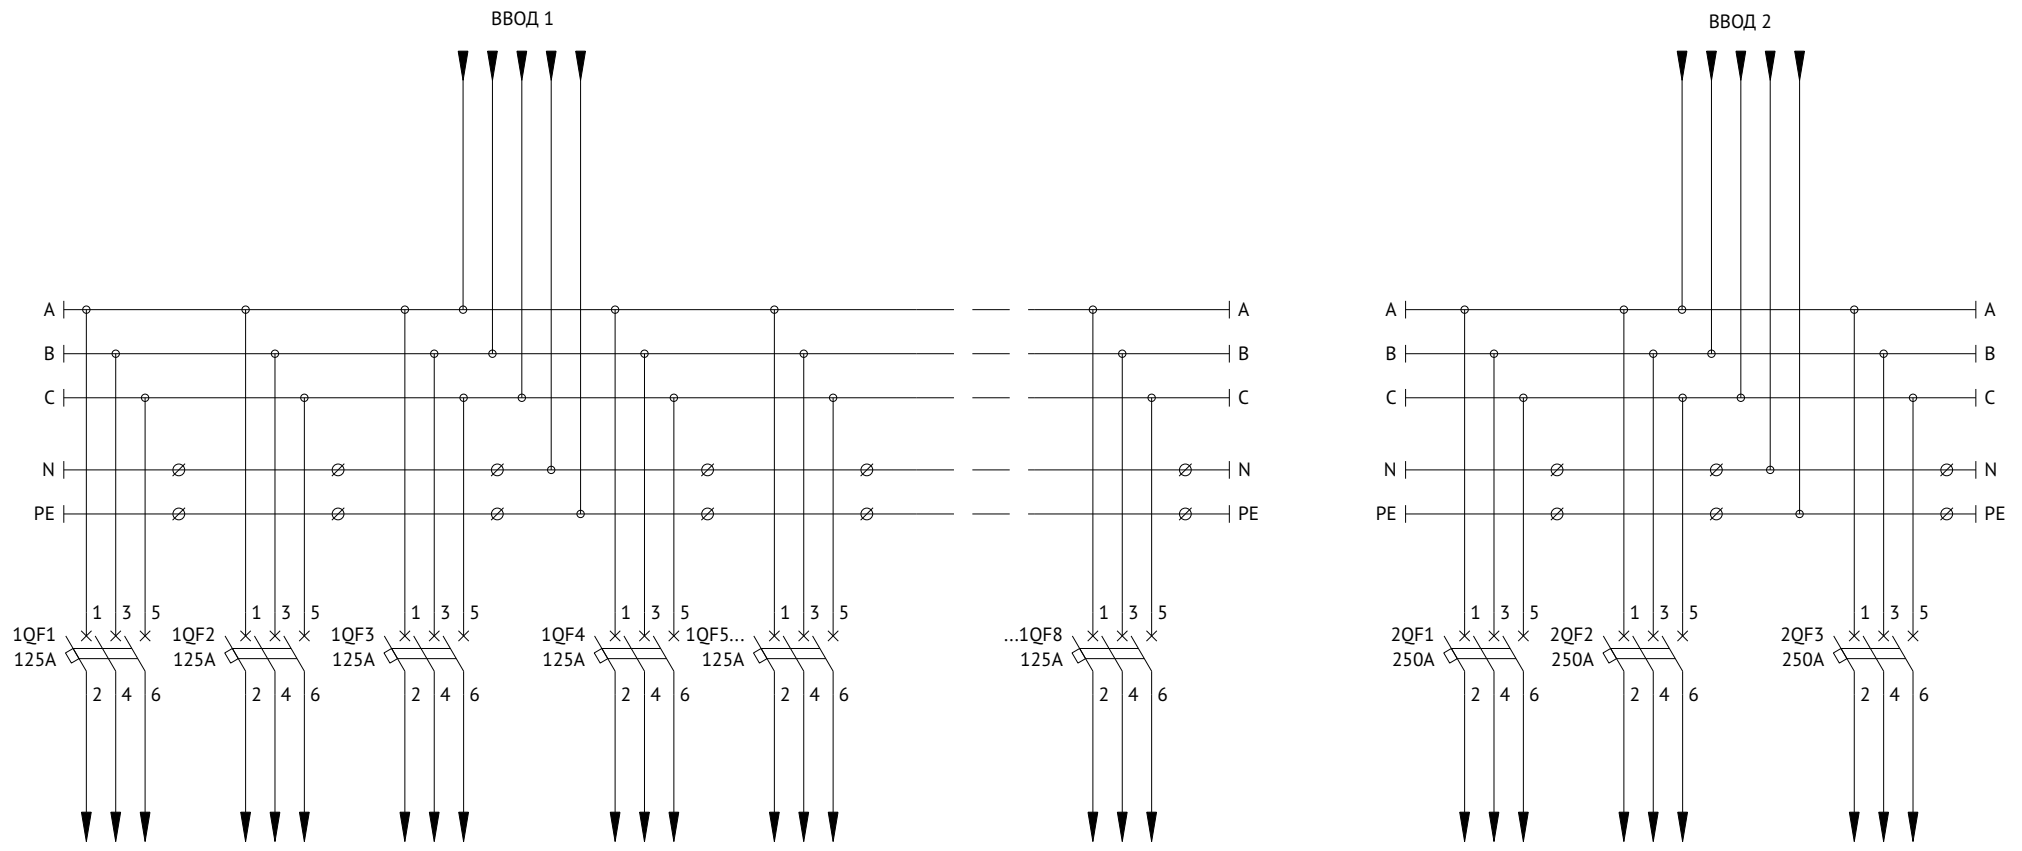 ВВОД 1 ВВОД 2
A A A A
B B B B
C C C C
N N N N
PE PE PE PE
1 3 5 1 3 5 1 3 5 1 3 5 1 3 5 1 3 5 1 3 5 1 3 5 1 3 5
1QF1 1QF2 1QF3 1QF4 1QF5... ...1QF8 2QF1 2QF2 2QF3
125A 125A 125A 125A 125A 125A 250A 250A 250A
2 4 6 2 4 6 2 4 6 2 4 6 2 4 6 2 4 6 2 4 6 2 4 6 2 4 6